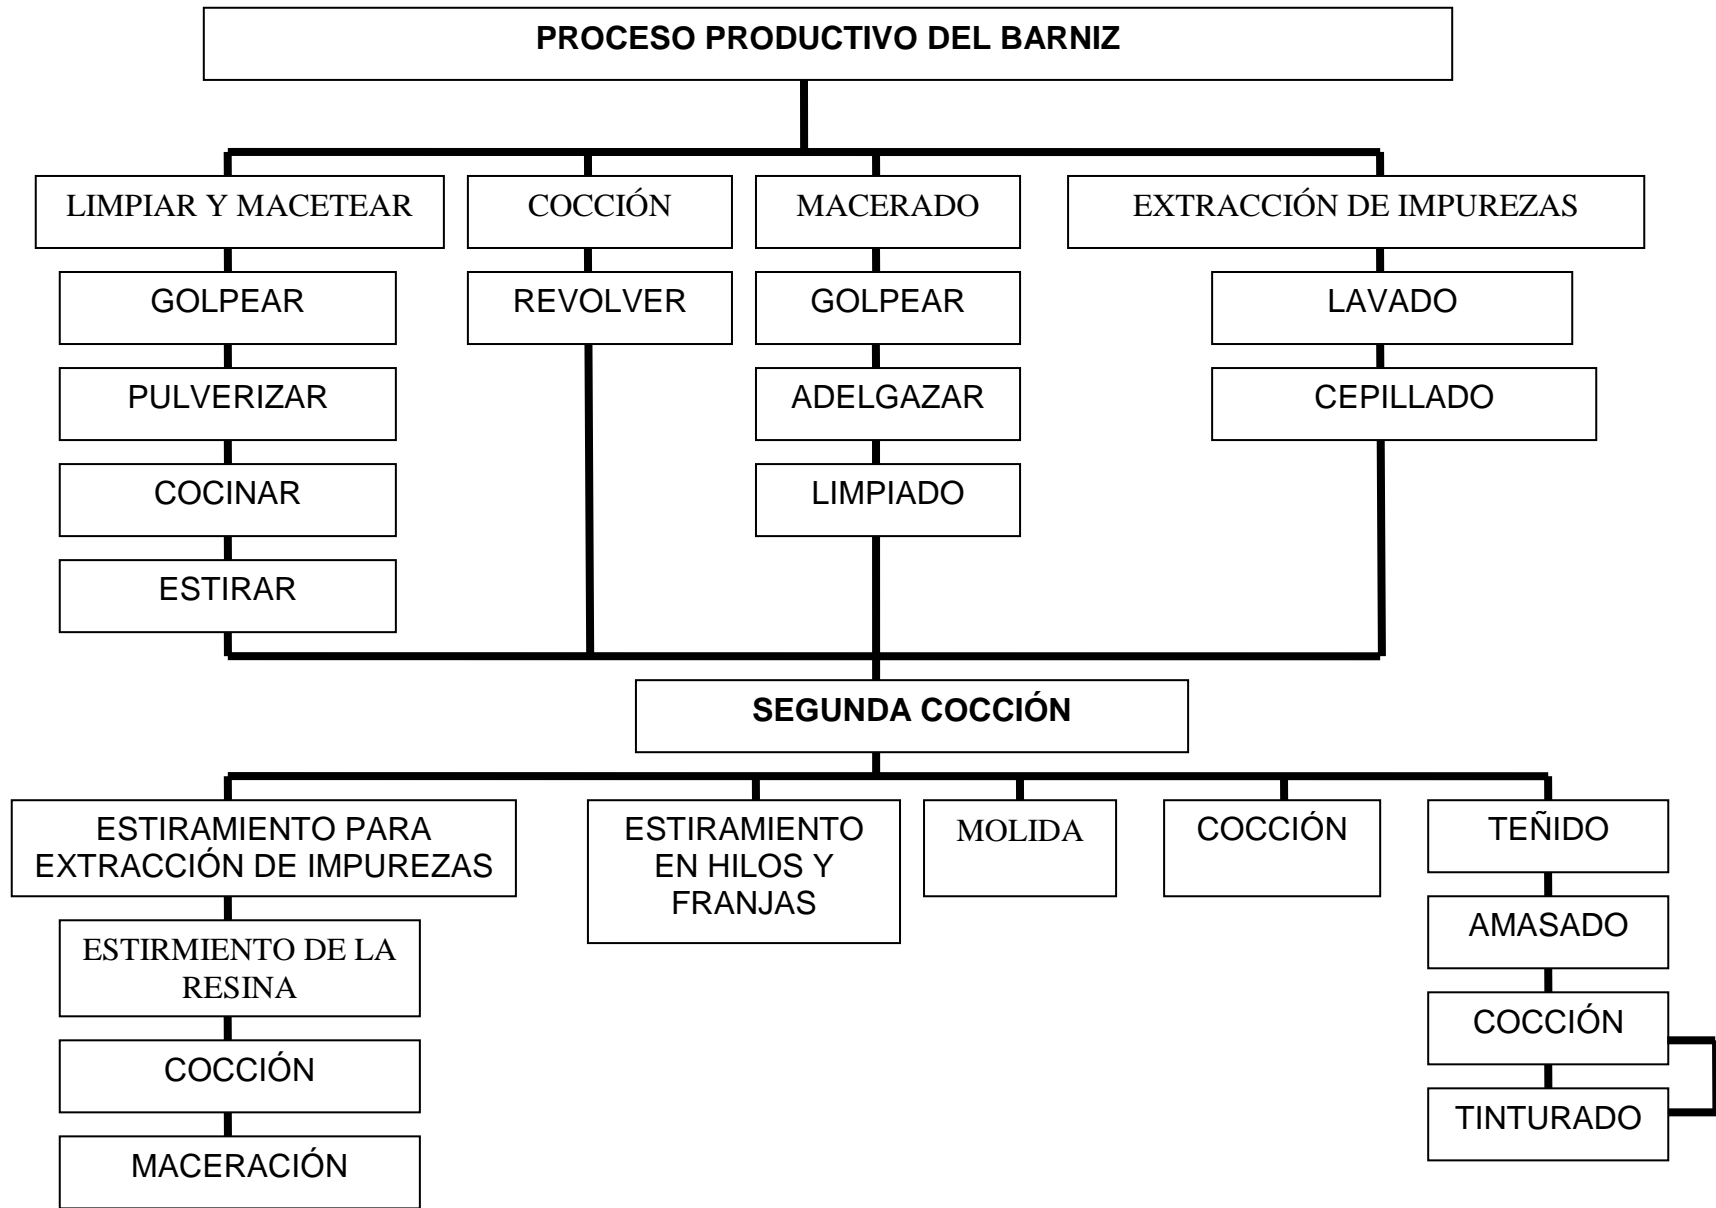 PROCESO PRODUCTIVO DEL BARNIZ
LIMPIAR Y MACETEAR
COCCIÓN
MACERADO
EXTRACCIÓN DE IMPUREZAS
GOLPEAR
REVOLVER
GOLPEAR
LAVADO
PULVERIZAR
ADELGAZAR
CEPILLADO
COCINAR
LIMPIADO
ESTIRAR
SEGUNDA COCCIÓN
ESTIRAMIENTO PARA
EXTRACCIÓN DE IMPUREZAS
ESTIRAMIENTO
EN HILOS Y
FRANJAS
MOLIDA
COCCIÓN
TEÑIDO
ESTIRMIENTO DE LA
RESINA
AMASADO
COCCIÓN
COCCIÓN
MACERACIÓN
TINTURADO